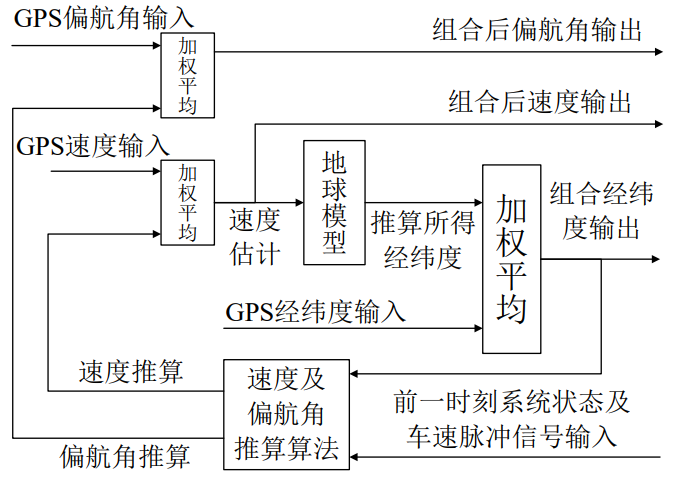 GPS偏航角输入
加
权
平
均
组合后偏航角输出
组合后速度输出
GPS速度输入
加
权
平
均
速度
估计
地
球
模
型
推算所得
经纬度
加
权
平
均
组合经纬
度输出
GPS经纬度输入
速度推算
速度及
偏航角
推算算法
前一时刻系统状态及
车速脉冲信号输入
偏航角推算